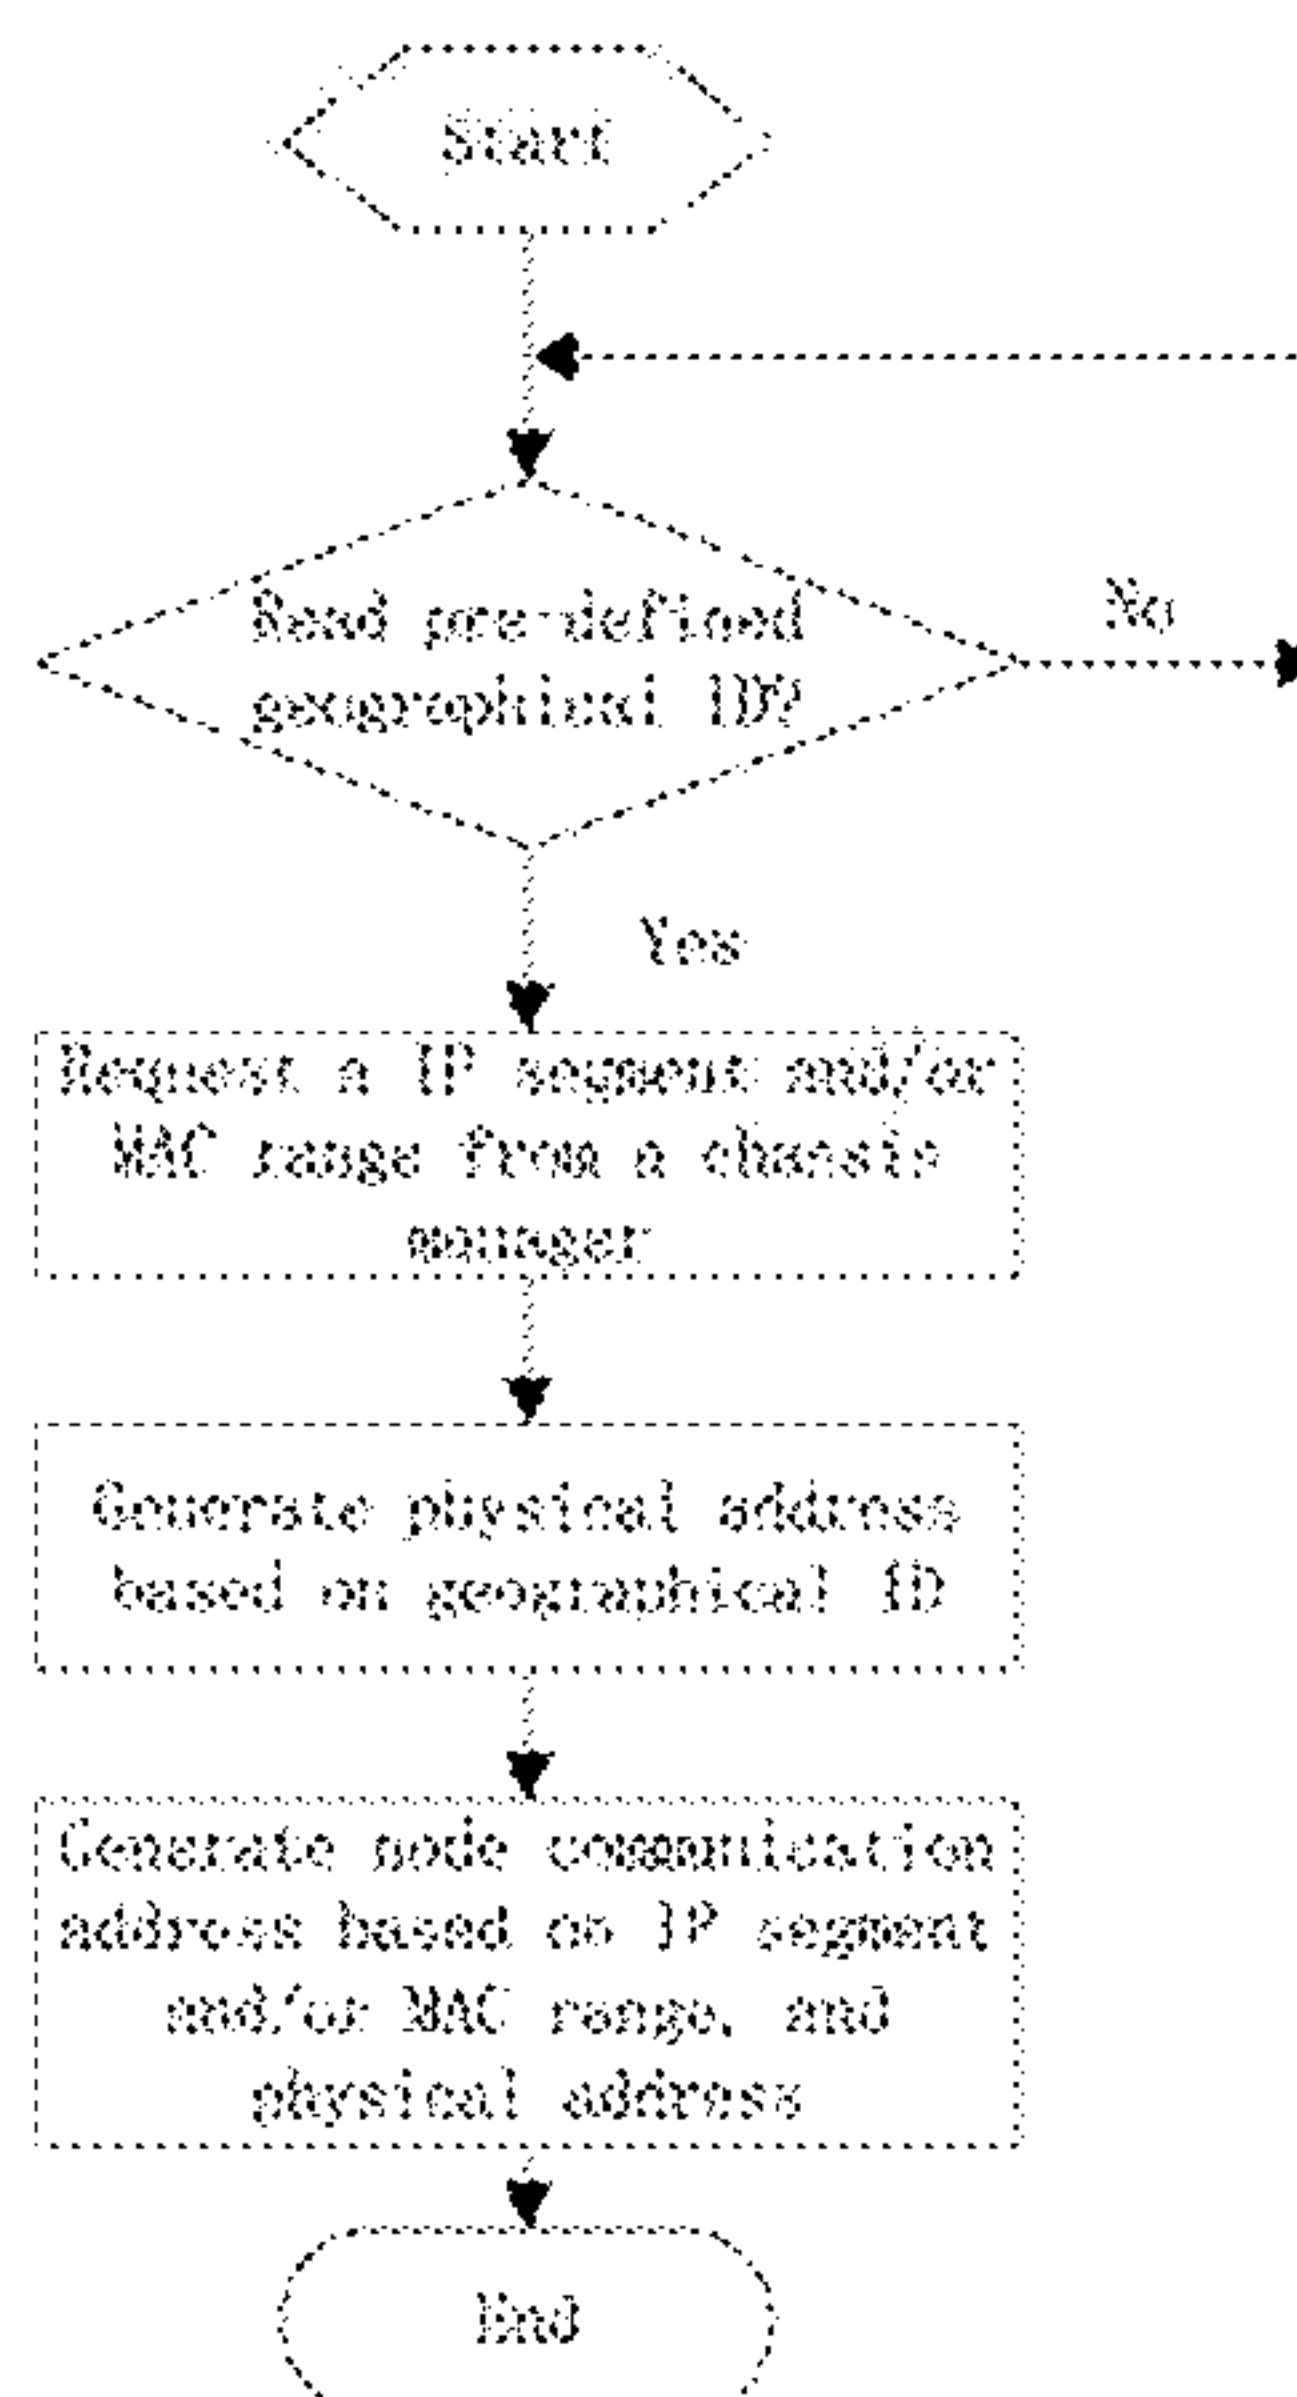 Start
Read pre-defined
geographical ID?
No
Yes
Request a IP segment and/or
MAC range from a chassis
manager
Generate physical address
based on geographical ID
Generate node communication
address based on IP segment
and/or MAC range, and
physical address
End